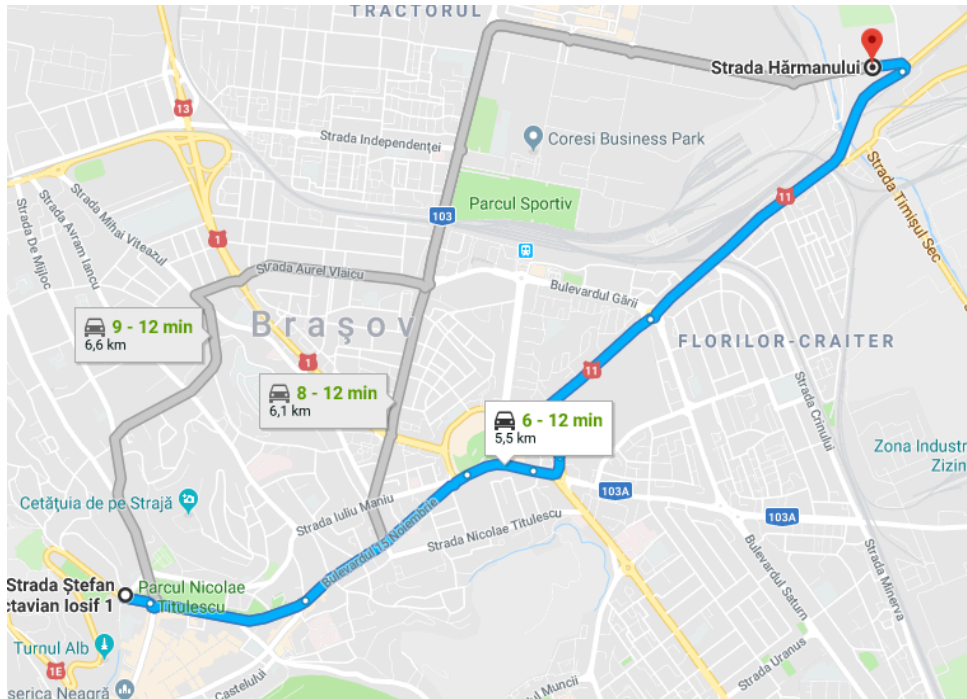 TRACTORUL
Strada Hărmanului
13
Strada Independenței
Coresi Business Park
Parcul Sportiv
103
11
Strada Timișul Sec
Strada De Mijloc
Strada Avram Iancu
Strada Mihai Viteazul
1
Strada Aurel Vlaicu
Bulevardul Gării
9 - 12 min
6,6 km
Brașov
FLORILOR-CRAITER
1
11
8 - 12 min
6,1 km
6 - 12 min
5,5 km
Strada Crinului
Zona Industr
Zizin
Cetățuia de pe Strajă
Strada Iuliu Maniu
103A
103A
Bulevardul 15 Noiembrie
Strada Nicolae Titulescu
Strada Minerva
Bulevardul Saturn
Strada Ștefan
ctavian Iosif 1
Parcul Nicolae
Titulescu
Turnul Alb
1E
Strada Uranus
Castelului
ul Muncii
serica Neagră